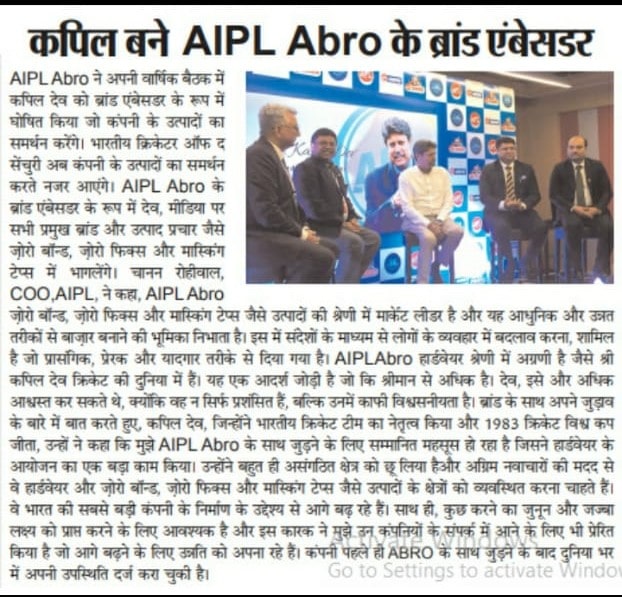 कपिल बने AIPL Abro के ब्रांड एंबेसडर
AIPL Abro ने अपनी वार्षिक बैठक में
कपिल देव को ब्रांड एंबेसडर के रूप में
घोषित किया जो कंपनी के उत्पादों का
समर्थन करेंगे। भारतीय क्रिकेटर ऑफ द
सेंचुरी अब कंपनी के उत्पादों का समर्थन
करते नजर आएंगे। AIPL Abro के
ब्रांड एंबेसडर के रूप में देव, मीडिया पर
सभी प्रमुख ब्रांड और उत्पाद प्रचार जैसे
ज़ोरो बॉन्ड, ज़ोरो फिक्स और मास्किंग
टेप्स में भागलेंगे। चानन रोहीवाल,
COO,AIPL, ने कहा, AIPL Abro
ज़ोरो बॉन्ड, ज़ोरो फिक्स और मास्किंग टेप्स जैसे उत्पादों की श्रेणी में मार्केट लीडर है और यह आधुनिक और उन्नत
तरीकों से बाज़ार बनाने की भूमिका निभाता है। इस में संदेशों के माध्यम से लोगों के व्यवहार में बदलाव करना, शामिल
है जो प्रासंगिक, प्रेरक और यादगार तरीके से दिया गया है। AIPLAbro हार्डवेयर श्रेणी में अग्रणी है जैसे श्री
कपिल देव क्रिकेट की दुनिया में हैं। यह एक आदर्श जोड़ी है जो कि श्रीमान से अधिक है। देव, इसे और अधिक
आश्वस्त कर सकते थे, क्योंकि वह न सिर्फ प्रशंसित हैं, बल्कि उनमें काफी विश्वसनीयता है। ब्रांड के साथ अपने जुड़ाव
के बारे में बात करते हुए, कपिल देव, जिन्होंने भारतीय क्रिकेट टीम का नेतृत्व किया और 1983 क्रिकेट विश्व कप
जीता, उन्हों ने कहा कि मुझे AIPL Abro के साथ जुड़ने के लिए सम्मानित महसूस हो रहा है जिसने हार्डवेयर के
आयोजन का एक बड़ा काम किया। उन्होंने बहुत ही असंगठित क्षेत्र को छू लिया हैऔर अग्रिम नवाचारों की मदद से
वे हार्डवेयर और ज़ोरो बॉन्ड, ज़ोरो फिक्स और मास्किंग टेप्स जैसे उत्पादों के क्षेत्रों को व्यवस्थित करना चाहते हैं।
वे भारत की सबसे बड़ी कंपनी के निर्माण के उद्देश्य से आगे बढ़ रहे हैं। साथ ही, कुछ करने का जुनून और जज्बा
लक्ष्य को प्राप्त करने के लिए आवश्यक है और इस कारक ने मुझे उन कंपनियों के संपर्क में आने के लिए भी प्रेरित
किया है जो आगे बढ़ने के लिए उन्नति को अपना रहे हैं। कंपनी पहले ही ABRO के साथ जुड़ने के बाद दुनिया भर
में अपनी उपस्थिति दर्ज करा चुकी है।
Activate Windows
Go to Settings to activate Windo